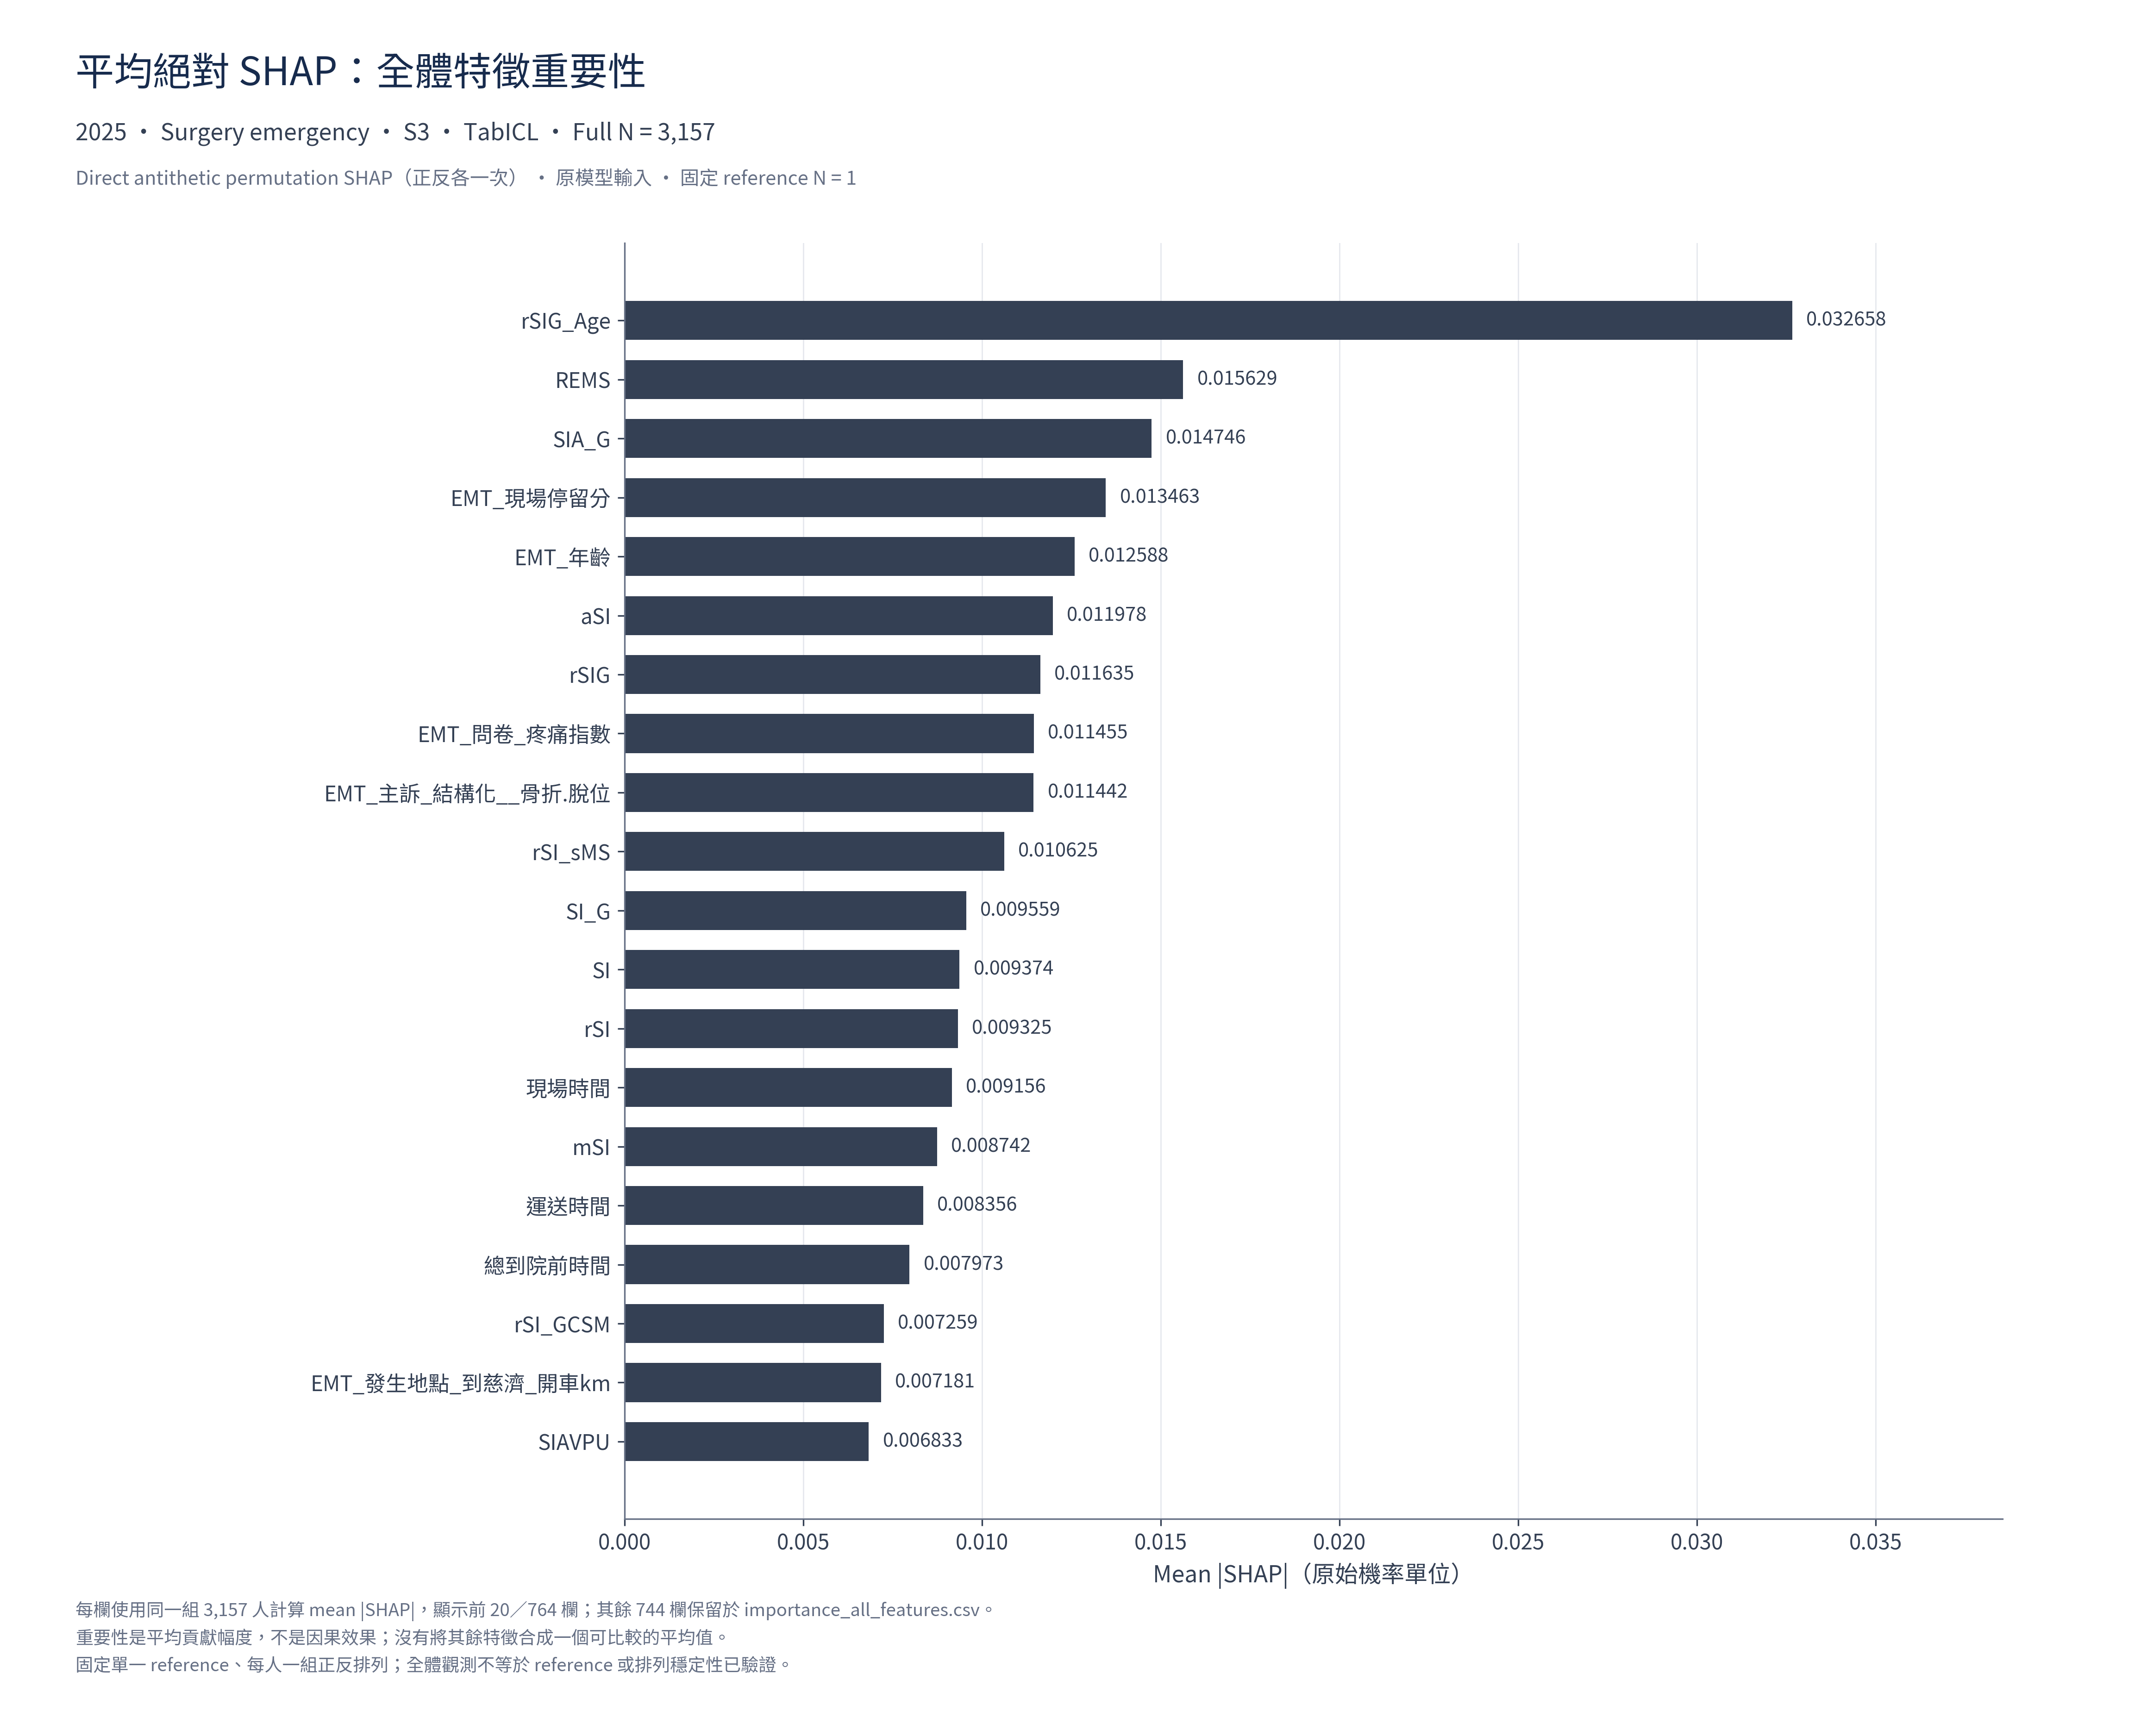 平均絕對 SHAP：全體特徵重要性
2025 • Surgery emergency • S3 • TabICL • Full N = 3,157
Direct antithetic permutation SHAP（正反各一次） • 原模型輸入 • 固定 reference N = 1
rSIG_Age 0.032658
REMS 0.015629
SIA_G 0.014746
EMT_現場停留分 0.013463
EMT_年齡 0.012588
aSI 0.011978
rSIG 0.011635
EMT_問卷_疼痛指數 0.011455
EMT_主訴_結構化__骨折.脫位 0.011442
rSI_sMS 0.010625
SI_G 0.009559
SI 0.009374
rSI 0.009325
現場時間 0.009156
mSI 0.008742
運送時間 0.008356
總到院前時間 0.007973
rSI_GCSM 0.007259
EMT_發生地點_到慈濟_開車km 0.007181
SIAVPU 0.006833
0.000 0.005 0.010 0.015 0.020 0.025 0.030 0.035
Mean |SHAP|（原始機率單位）
每欄使用同一組 3,157 人計算 mean |SHAP|，顯示前 20／764 欄；其餘 744 欄保留於 importance_all_features.csv。
重要性是平均貢獻幅度，不是因果效果；沒有將其餘特徵合成一個可比較的平均值。
固定單一 reference、每人一組正反排列；全體觀測不等於 reference 或排列穩定性已驗證。